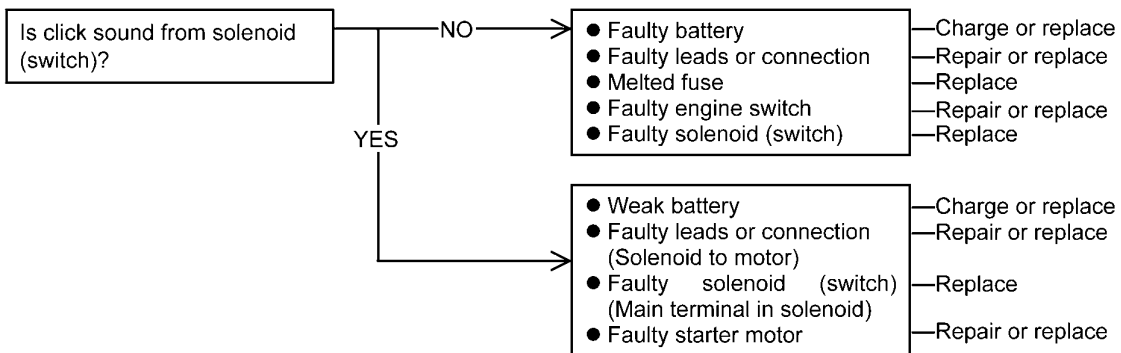 Is click sound from solenoid
(switch)?
NO
● Faulty battery —Charge or replace
● Faulty leads or connection —Repair or replace
● Melted fuse —Replace
● Faulty engine switch —Repair or replace
● Faulty solenoid (switch) —Replace
YES
● Weak battery —Charge or replace
● Faulty leads or connection —Repair or replace
(Solenoid to motor)
● Faulty solenoid (switch) —Replace
(Main terminal in solenoid)
● Faulty starter motor —Repair or replace